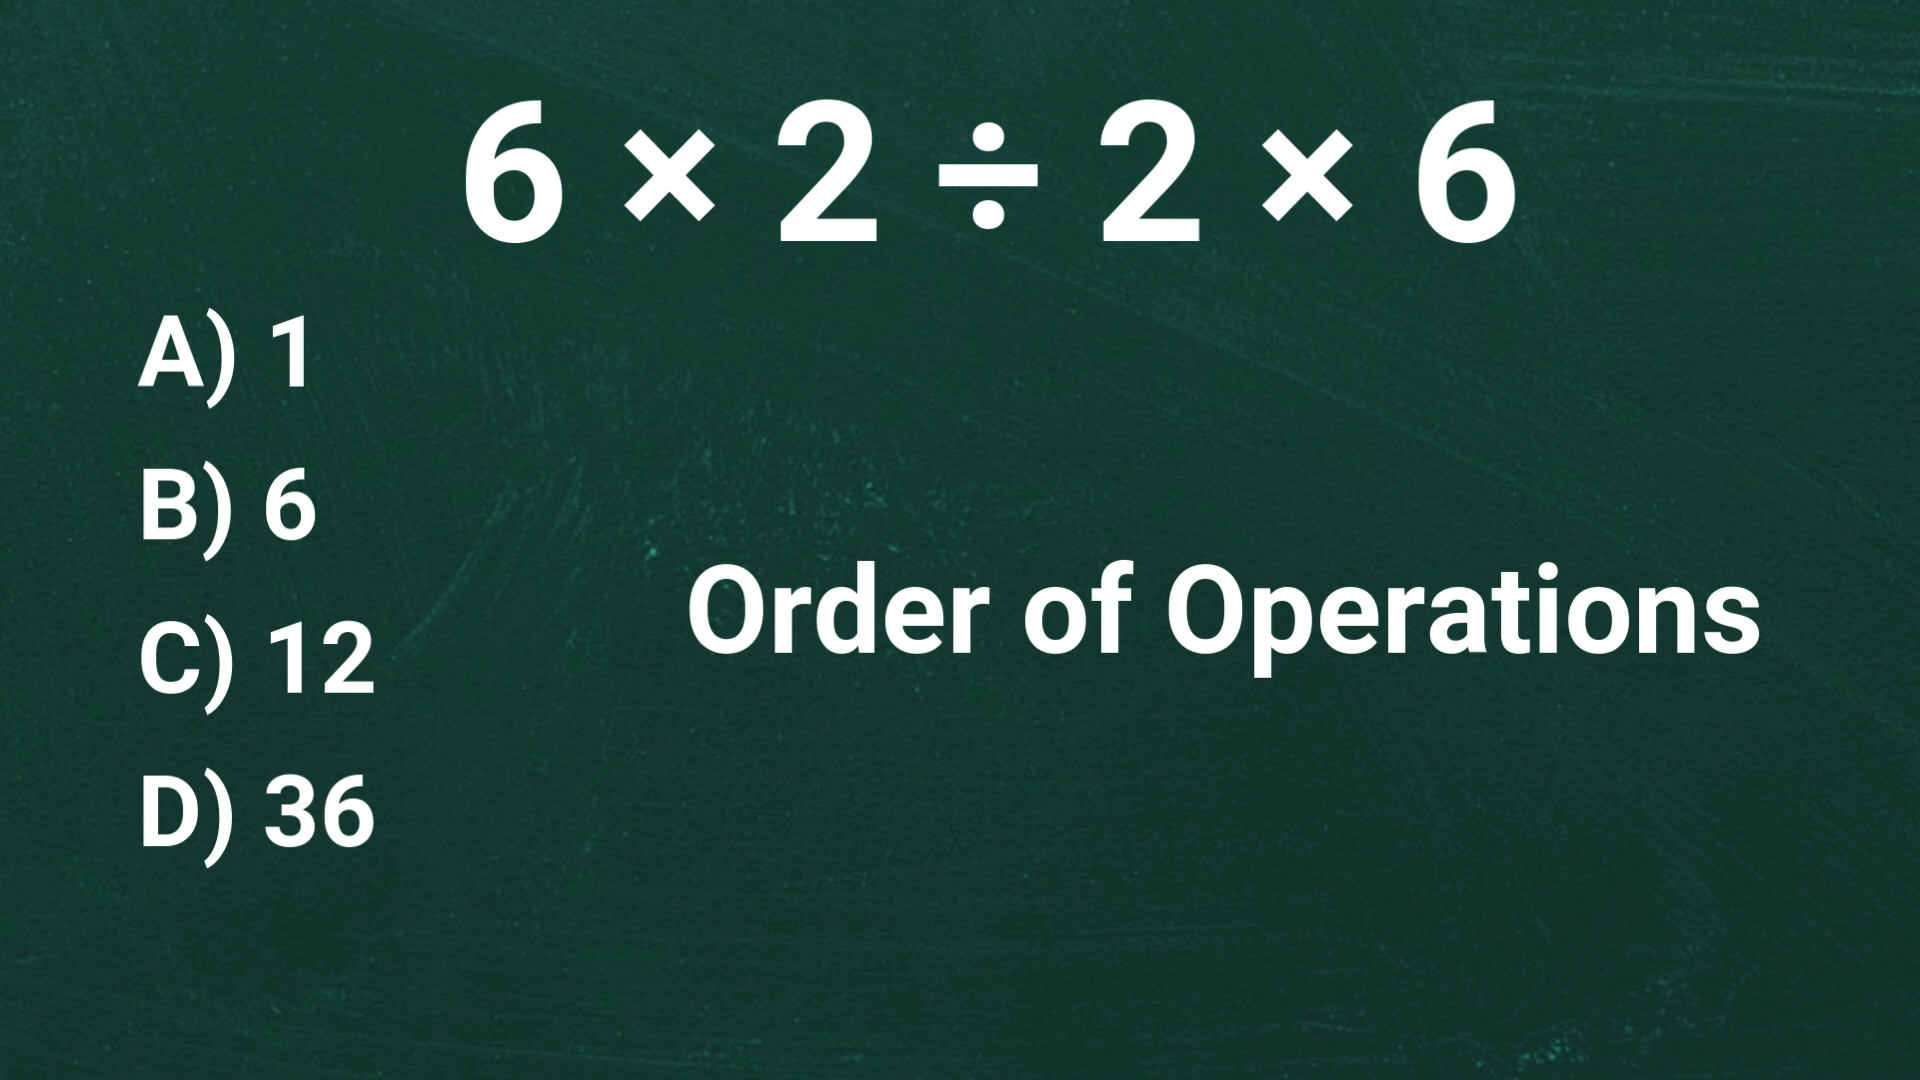 6 × 2 ÷ 2 × 6
A) 1
B) 6
C) 12
D) 36
Order of Operations